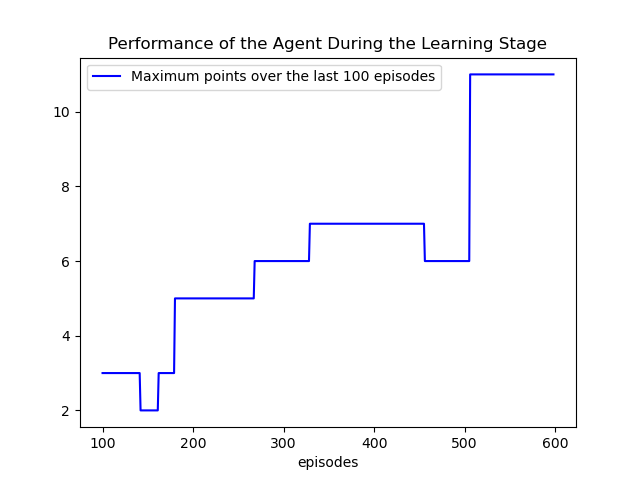 Performance of the Agent During the Learning Stage
Maximum points over the last 100 episodes
10
8
6
4
2
100 200 300 400 500 600
episodes